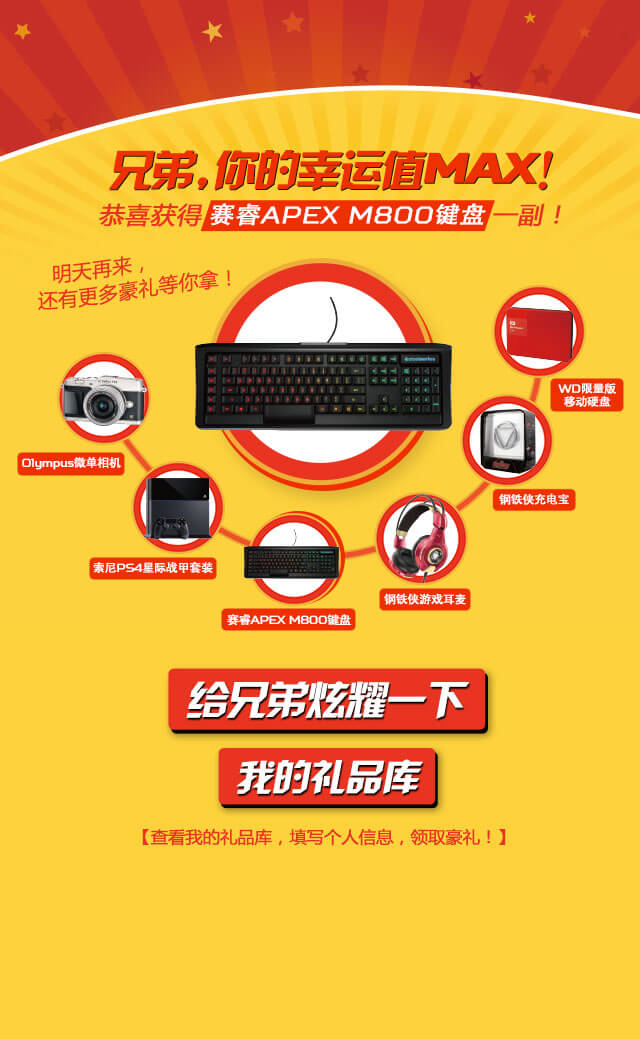 兄弟,你的幸运值MAX!
恭喜获得 赛睿APEX M800键盘 一副！
明天再来，
还有更多豪礼等你拿！
steelseries
WD限量版
移动硬盘
Olympus微单相机
钢铁侠充电宝
索尼PS4星际战甲套装
钢铁侠游戏耳麦
赛睿APEX M800键盘
给兄弟炫耀一下
我的礼品库
【查看我的礼品库，填写个人信息，领取豪礼！】